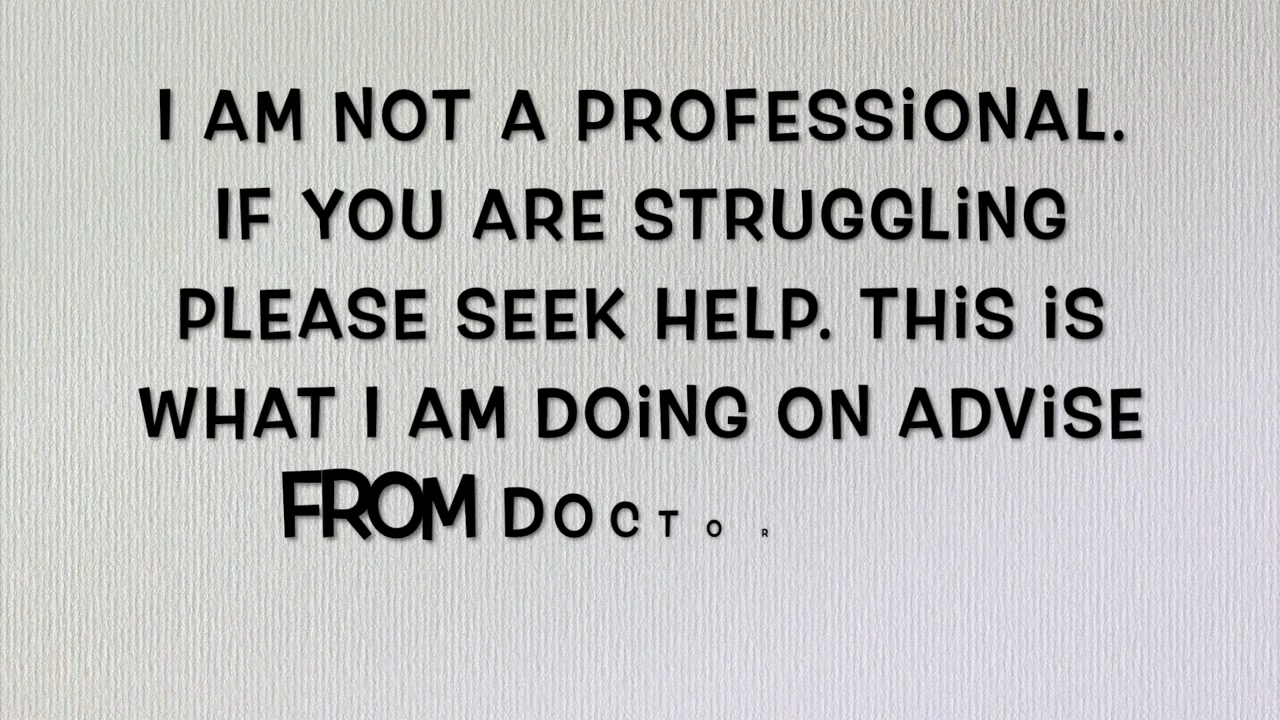 I AM NOT A PROFESSiONAL.
IF YOU ARE STRUGGLiNG
PLEASE SEEK HELP. THiS iS
WHAT I AM DOiNG ON ADViSE
FROM DOCTOR